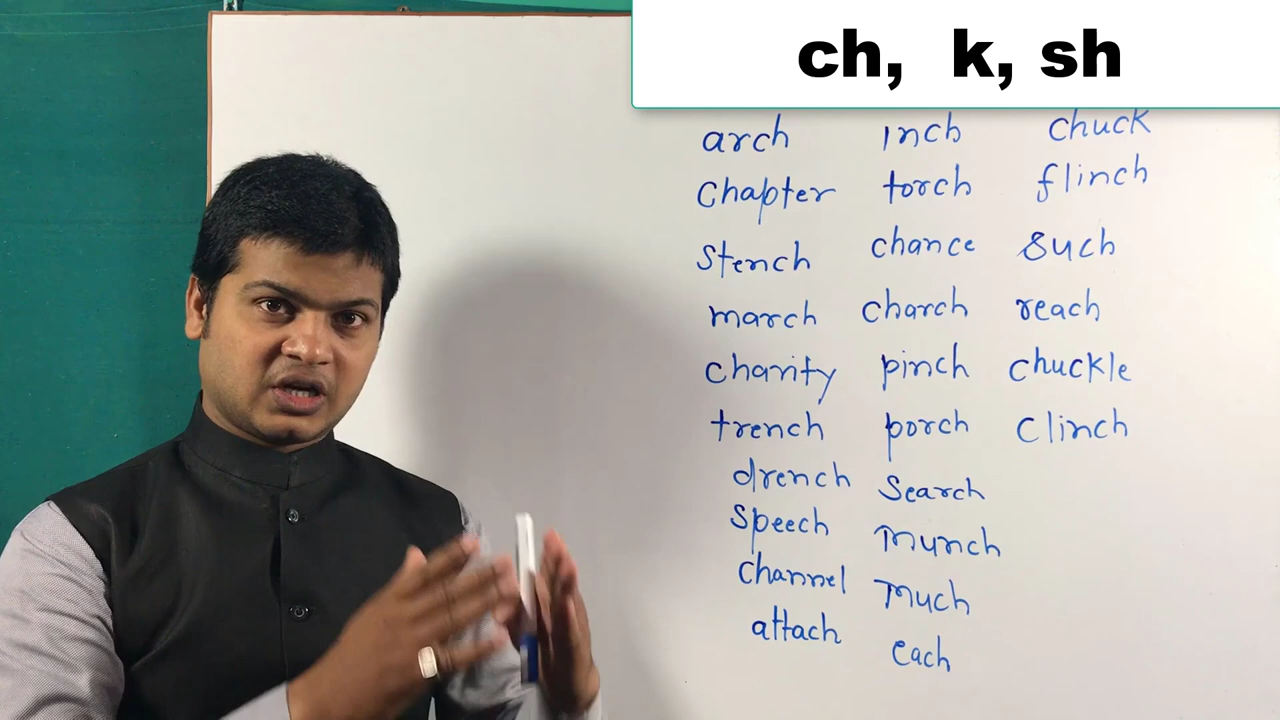 ch, k, sh
arch inch chuck
Chapter torch flinch
Stench chance Such
march charch reach
charity pinch chuckle
trench porch Clinch
drench Search
Speech Munch
Channel Much
attach each